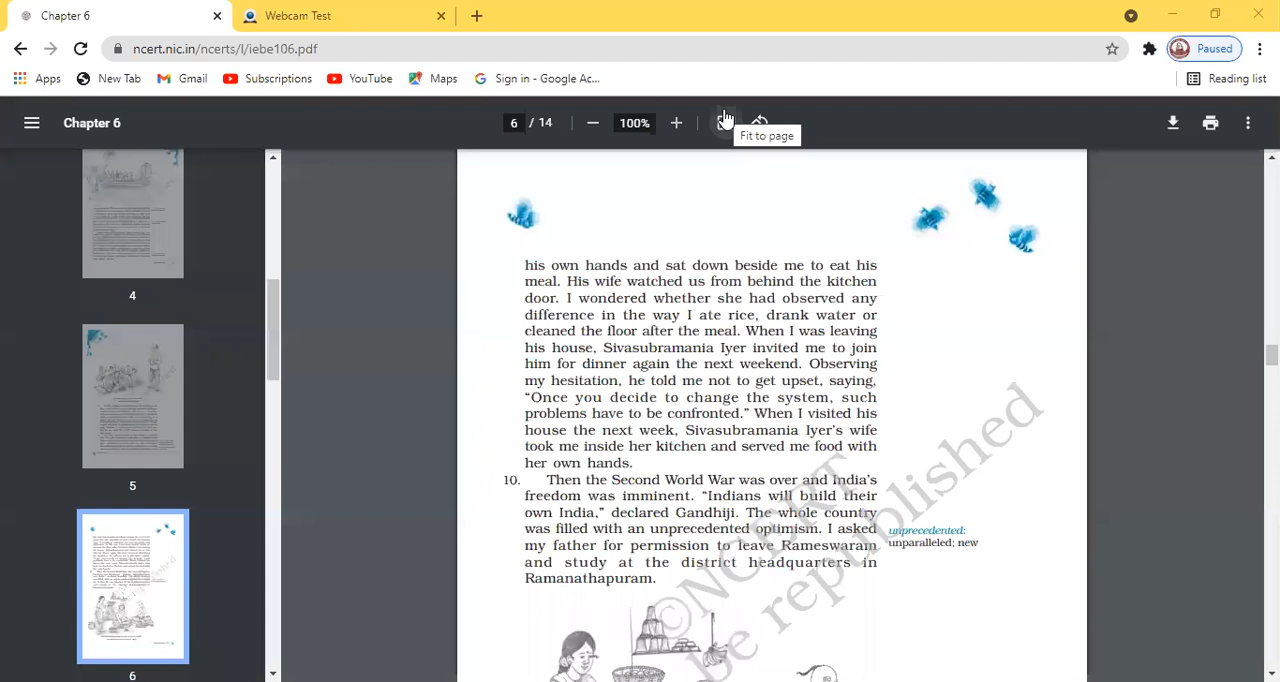 Chapter 6
Webcam Test
ncert.nic.in/ncerts/l/iebe106.pdf
Paused
Apps
New Tab
Gmail
Subscriptions
YouTube
Maps
Sign in - Google Ac...
Reading list
Chapter 6
6 / 14
100%
Fit to page
4
5
6
his own hands and sat down beside me to eat his
meal. His wife watched us from behind the kitchen
door. I wondered whether she had observed any
difference in the way I ate rice, drank water or
cleaned the floor after the meal. When I was leaving
his house, Sivasubramania Iyer invited me to join
him for dinner again the next weekend. Observing
my hesitation, he told me not to get upset, saying,
“Once you decide to change the system, such
problems have to be confronted.” When I visited his
house the next week, Sivasubramania Iyer’s wife
took me inside her kitchen and served me food with
her own hands.
10. Then the Second World War was over and India’s
freedom was imminent. “Indians will build their
own India,” declared Gandhiji. The whole country
was filled with an unprecedented optimism. I asked
my father for permission to leave Rameswaram
and study at the district headquarters in
Ramanathapuram.
unprecedented:
unparalleled; new
©NCERT
be republished